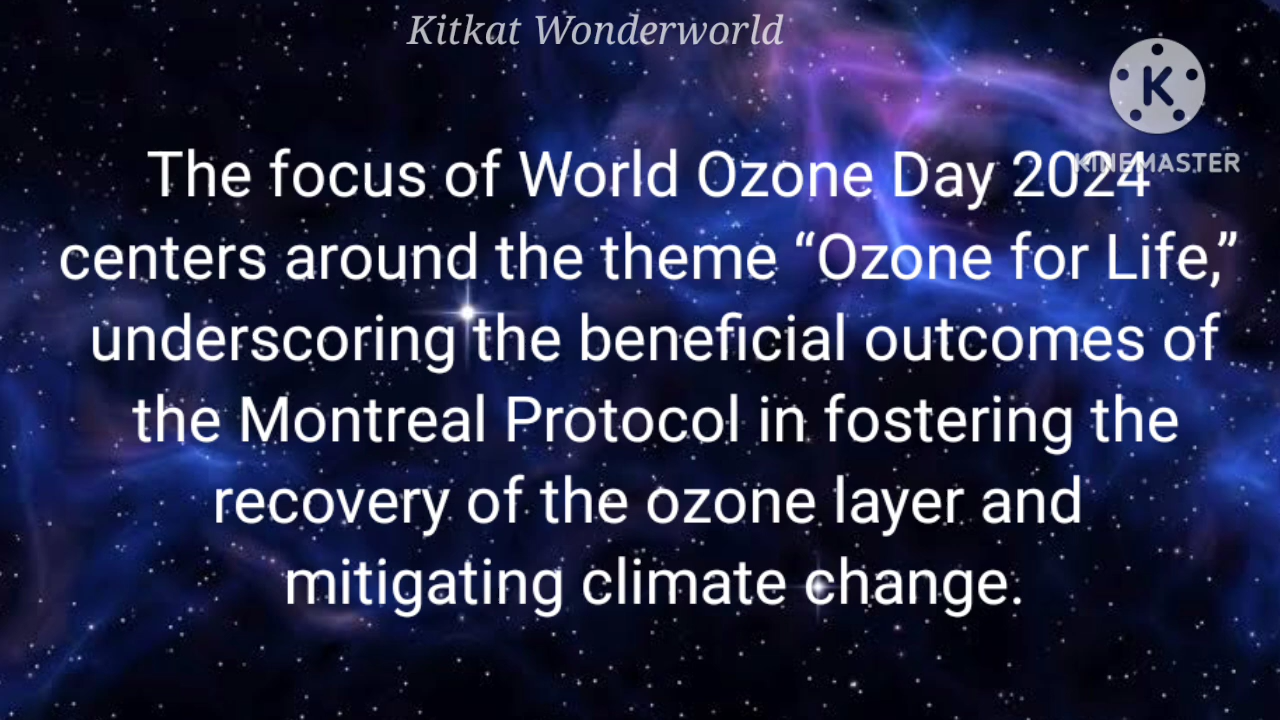 Kitkat Wonderworld
K
KINEMASTER
The focus of World Ozone Day 2024
centers around the theme “Ozone for Life,”
underscoring the beneficial outcomes of
the Montreal Protocol in fostering the
recovery of the ozone layer and
mitigating climate change.